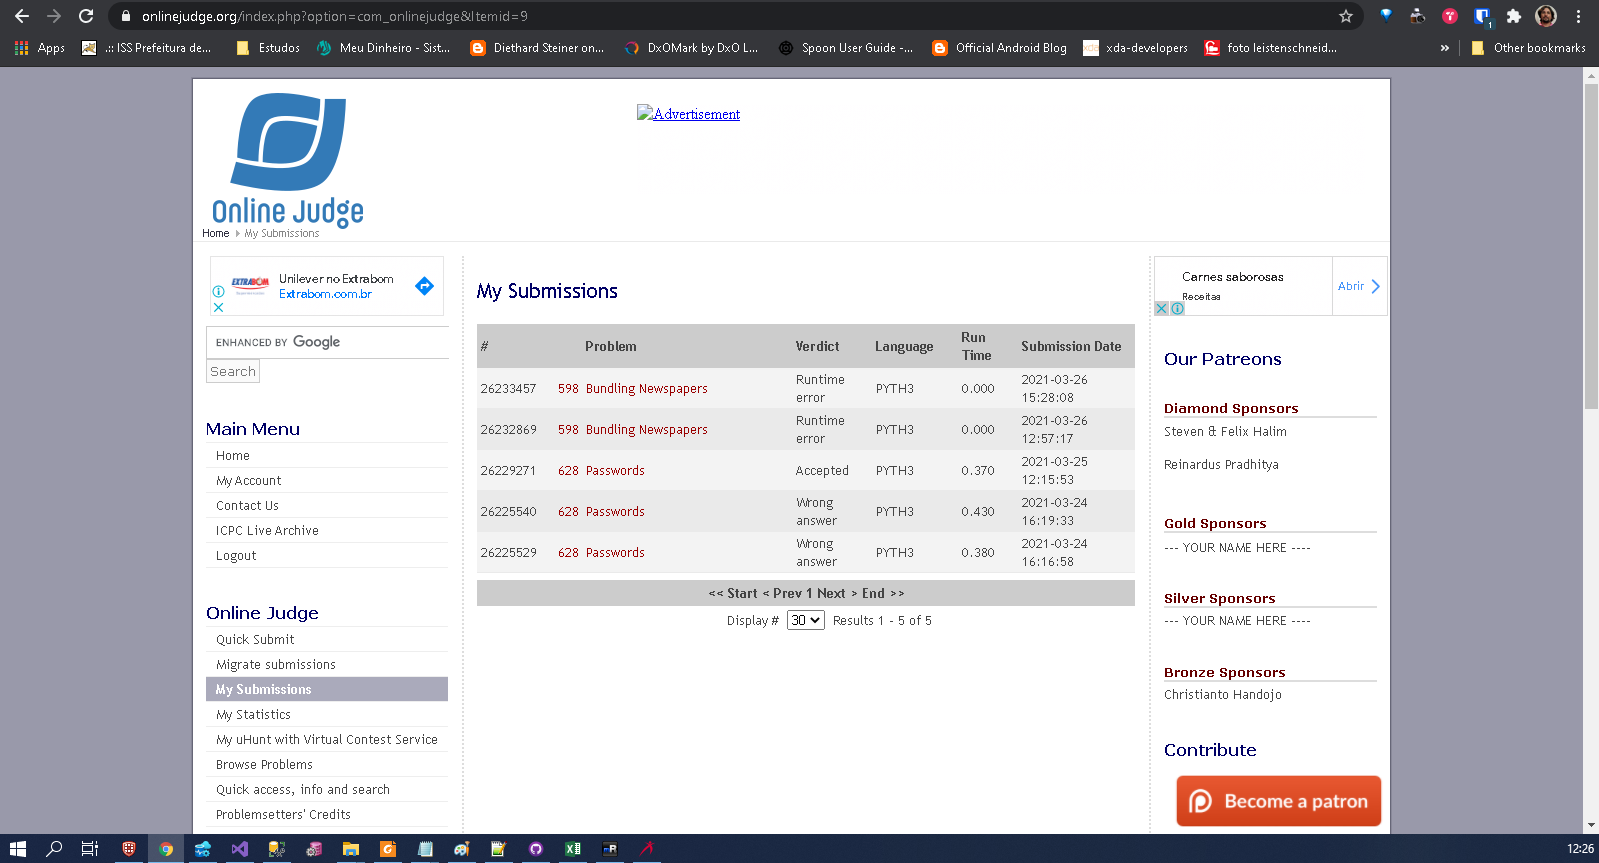 onlinejudge.org/index.php?option=com_onlinejudge&Itemid=9
Apps
.:: ISS Prefeitura de...
Estudos
Meu Dinheiro - Sist...
Diethard Steiner on...
DxOMark by DxO L...
Spoon User Guide -...
Official Android Blog
xda-developers
foto leistenschneid...
»
Other bookmarks
Online Judge
Advertisement
Home My Submissions
EXTRABOM
Unilever no Extrabom
Extrabom.com.br
ENHANCED BY Google
Search
Main Menu
Home
My Account
Contact Us
ICPC Live Archive
Logout
Online Judge
Quick Submit
Migrate submissions
My Submissions
My Statistics
My uHunt with Virtual Contest Service
Browse Problems
Quick access, info and search
Problemsetters' Credits
My Submissions
# Problem Verdict Language Run Time Submission Date
26233457 598 Bundling Newspapers Runtime error PYTH3 0.000 2021-03-26 15:28:08
26232869 598 Bundling Newspapers Runtime error PYTH3 0.000 2021-03-26 12:57:17
26229271 628 Passwords Accepted PYTH3 0.370 2021-03-25 12:15:53
26225540 628 Passwords Wrong answer PYTH3 0.430 2021-03-24 16:19:33
26225529 628 Passwords Wrong answer PYTH3 0.380 2021-03-24 16:16:58
<< Start < Prev 1 Next > End >>
Display # 30 Results 1 - 5 of 5
Carnes saborosas
Receitas
Abrir
Our Patreons
Diamond Sponsors
Steven & Felix Halim
Reinardus Pradhitya
Gold Sponsors
--- YOUR NAME HERE ----
Silver Sponsors
--- YOUR NAME HERE ----
Bronze Sponsors
Christianto Handojo
Contribute
Become a patron
12:26